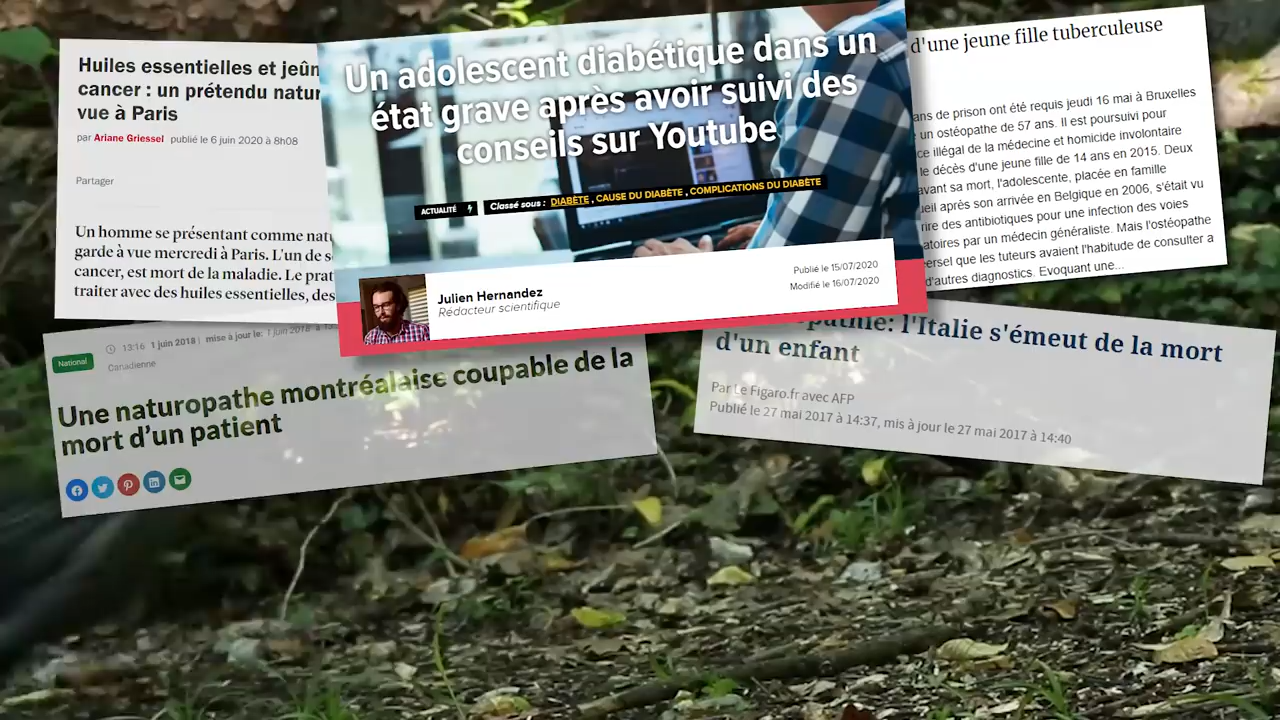 Huiles essentielles et jeûn
cancer : un prétendu natur
vue à Paris
par Ariane Griessel publié le 6 juin 2020 à 8h08
Partager
Un homme se présentant comme natu
garde à vue mercredi à Paris. L'un de s
cancer, est mort de la maladie. Le prat
traiter avec des huiles essentielles, des
Un adolescent diabétique dans un
état grave après avoir suivi des
conseils sur Youtube
ACTUALITÉ
Classé sous : DIABÈTE , CAUSE DU DIABÈTE , COMPLICATIONS DU DIABÈTE
Julien Hernandez
Rédacteur scientifique
Publié le 15/07/2020
Modifié le 16/07/2020
d'une jeune fille tuberculeuse
ans de prison ont été requis jeudi 16 mai à Bruxelles
un ostéopathe de 57 ans. Il est poursuivi pour
ce illégal de la médecine et homicide involontaire
le décès d'une jeune fille de 14 ans en 2015. Deux
avant sa mort, l'adolescente, placée en famille
ueil après son arrivée en Belgique en 2006, s'était vu
rire des antibiotiques pour une infection des voies
atoires par un médecin généraliste. Mais l'ostéopathe
ersel que les tuteurs avaient l'habitude de consulter a
d'autres diagnostics. Evoquant une...
National
13:16 1 juin 2018 | mise à jour le: 1 juin 2018 à
Canadienne
Une naturopathe montréalaise coupable de la
mort d'un patient
pathie: l'Italie s'émeut de la mort
d'un enfant
Par Le Figaro.fr avec AFP
Publié le 27 mai 2017 à 14:37, mis à jour le 27 mai 2017 à 14:40